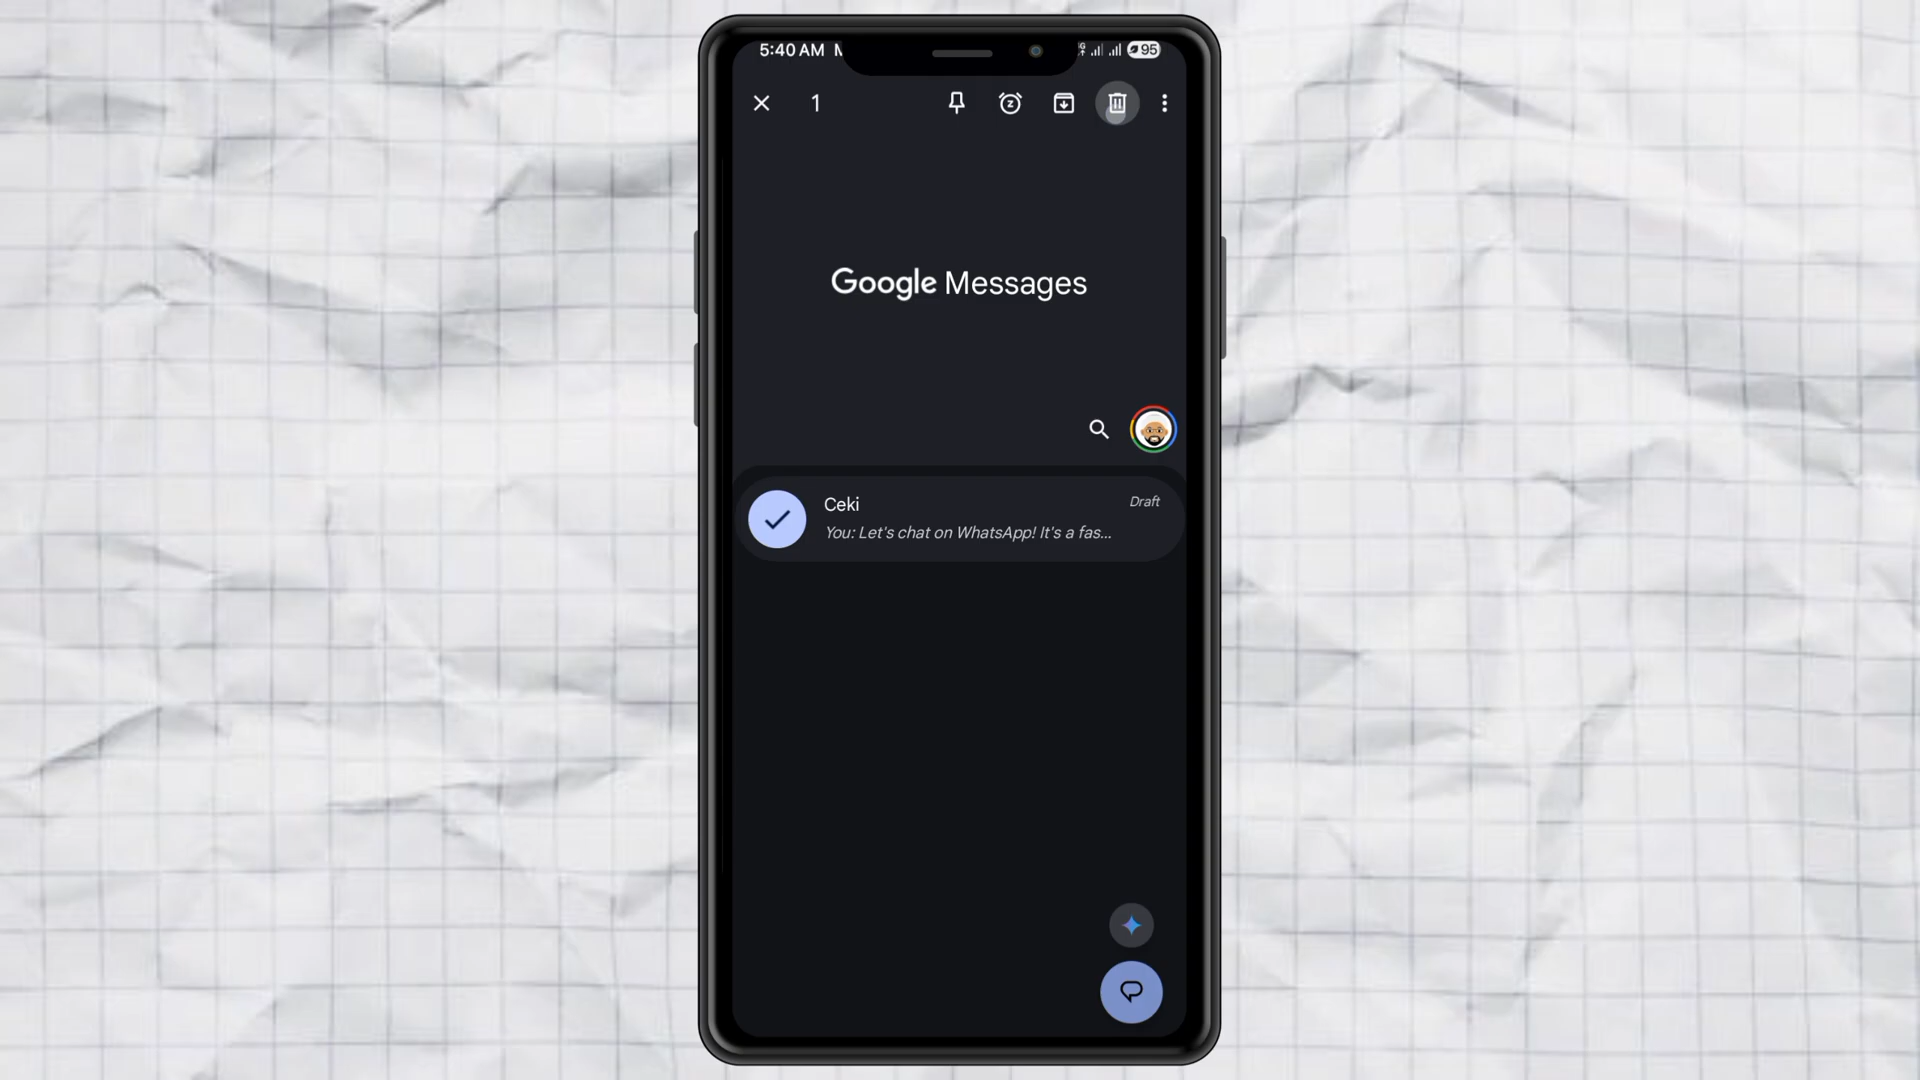 5:40 AM
95
1
Google Messages
Ceki
Draft
You: Let's chat on WhatsApp! It's a fas...